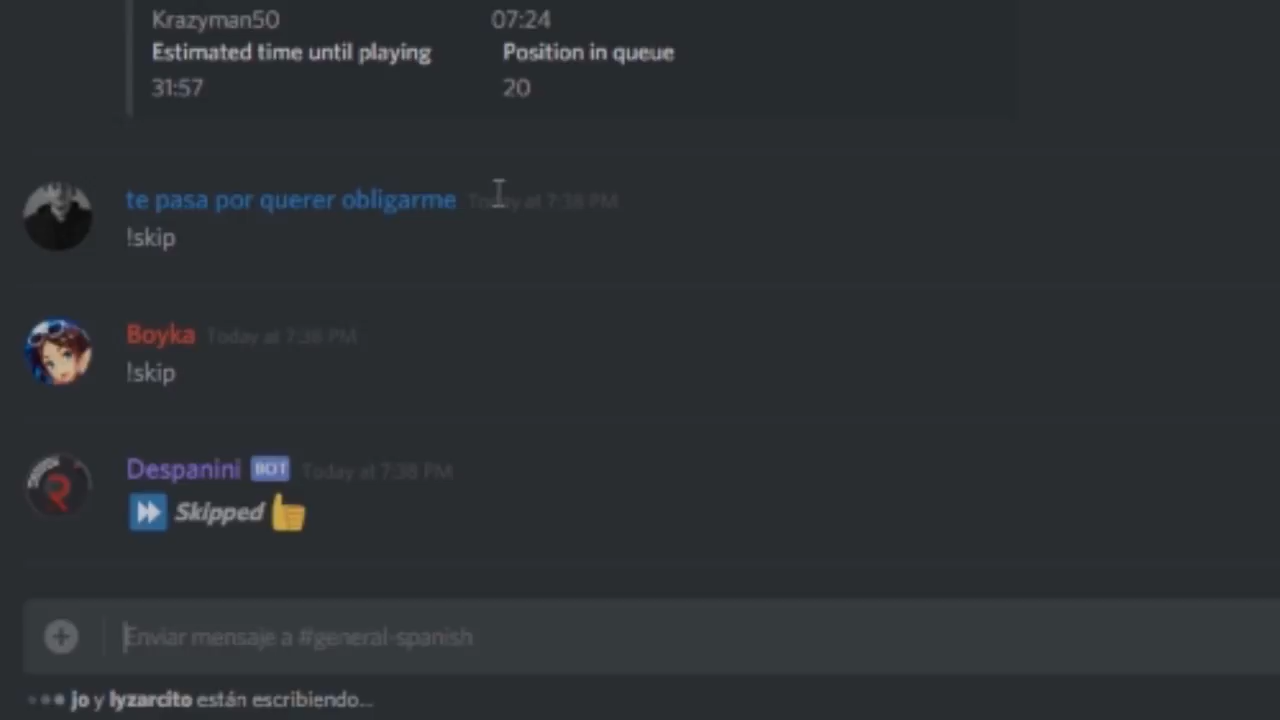 Krazyman50 07:24
Estimated time until playing Position in queue
31:57 20
te pasa por querer obligarme Today at 7:38 PM
!skip
Boyka Today at 7:38 PM
!skip
Despanini BOT Today at 7:38 PM
Skipped
Enviar mensaje a #general-spanish
jo y lyzarcito están escribiendo...